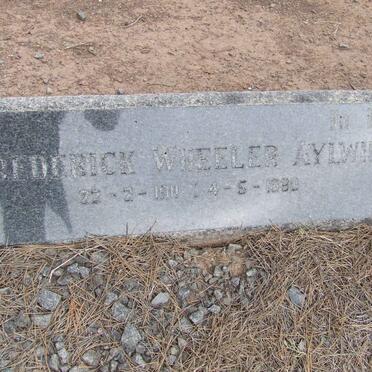 IN
REDERICK WHEELER AYLWI
22-2-1911 / 4-5-1980